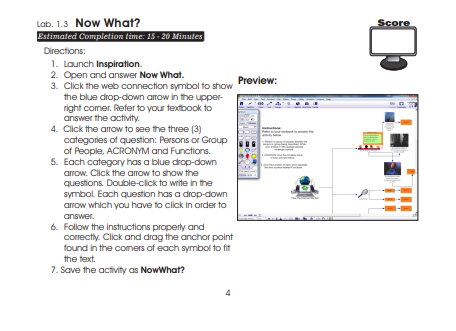 Lab. 1.3 Now What?
Score
Estimated Completion time: 15 - 20 Minutes
Directions:
1. Launch Inspiration.
2. Open and answer Now What.
3. Click the web connection symbol to show
the blue drop-down arrow in the upper-
right corner. Refer to your textbook to
answer the activity.
4. Click the arrow to see the three (3)
categories of question: Persons or Group
of People, ACRONYM and Functions.
5. Each category has a blue drop-down
arrow. Click the arrow to show the
questions. Double-click to write in the
symbol. Each question has a drop-down
arrow which you have to click in order to
answer.
6. Follow the instructions properly and
correctly. Click and drag the anchor point
found in the corners of each symbol to fit
the text.
7. Save the activity as NowWhat?
Preview:
Instructions:
Refer to your textbook to answer the
activity below.
4